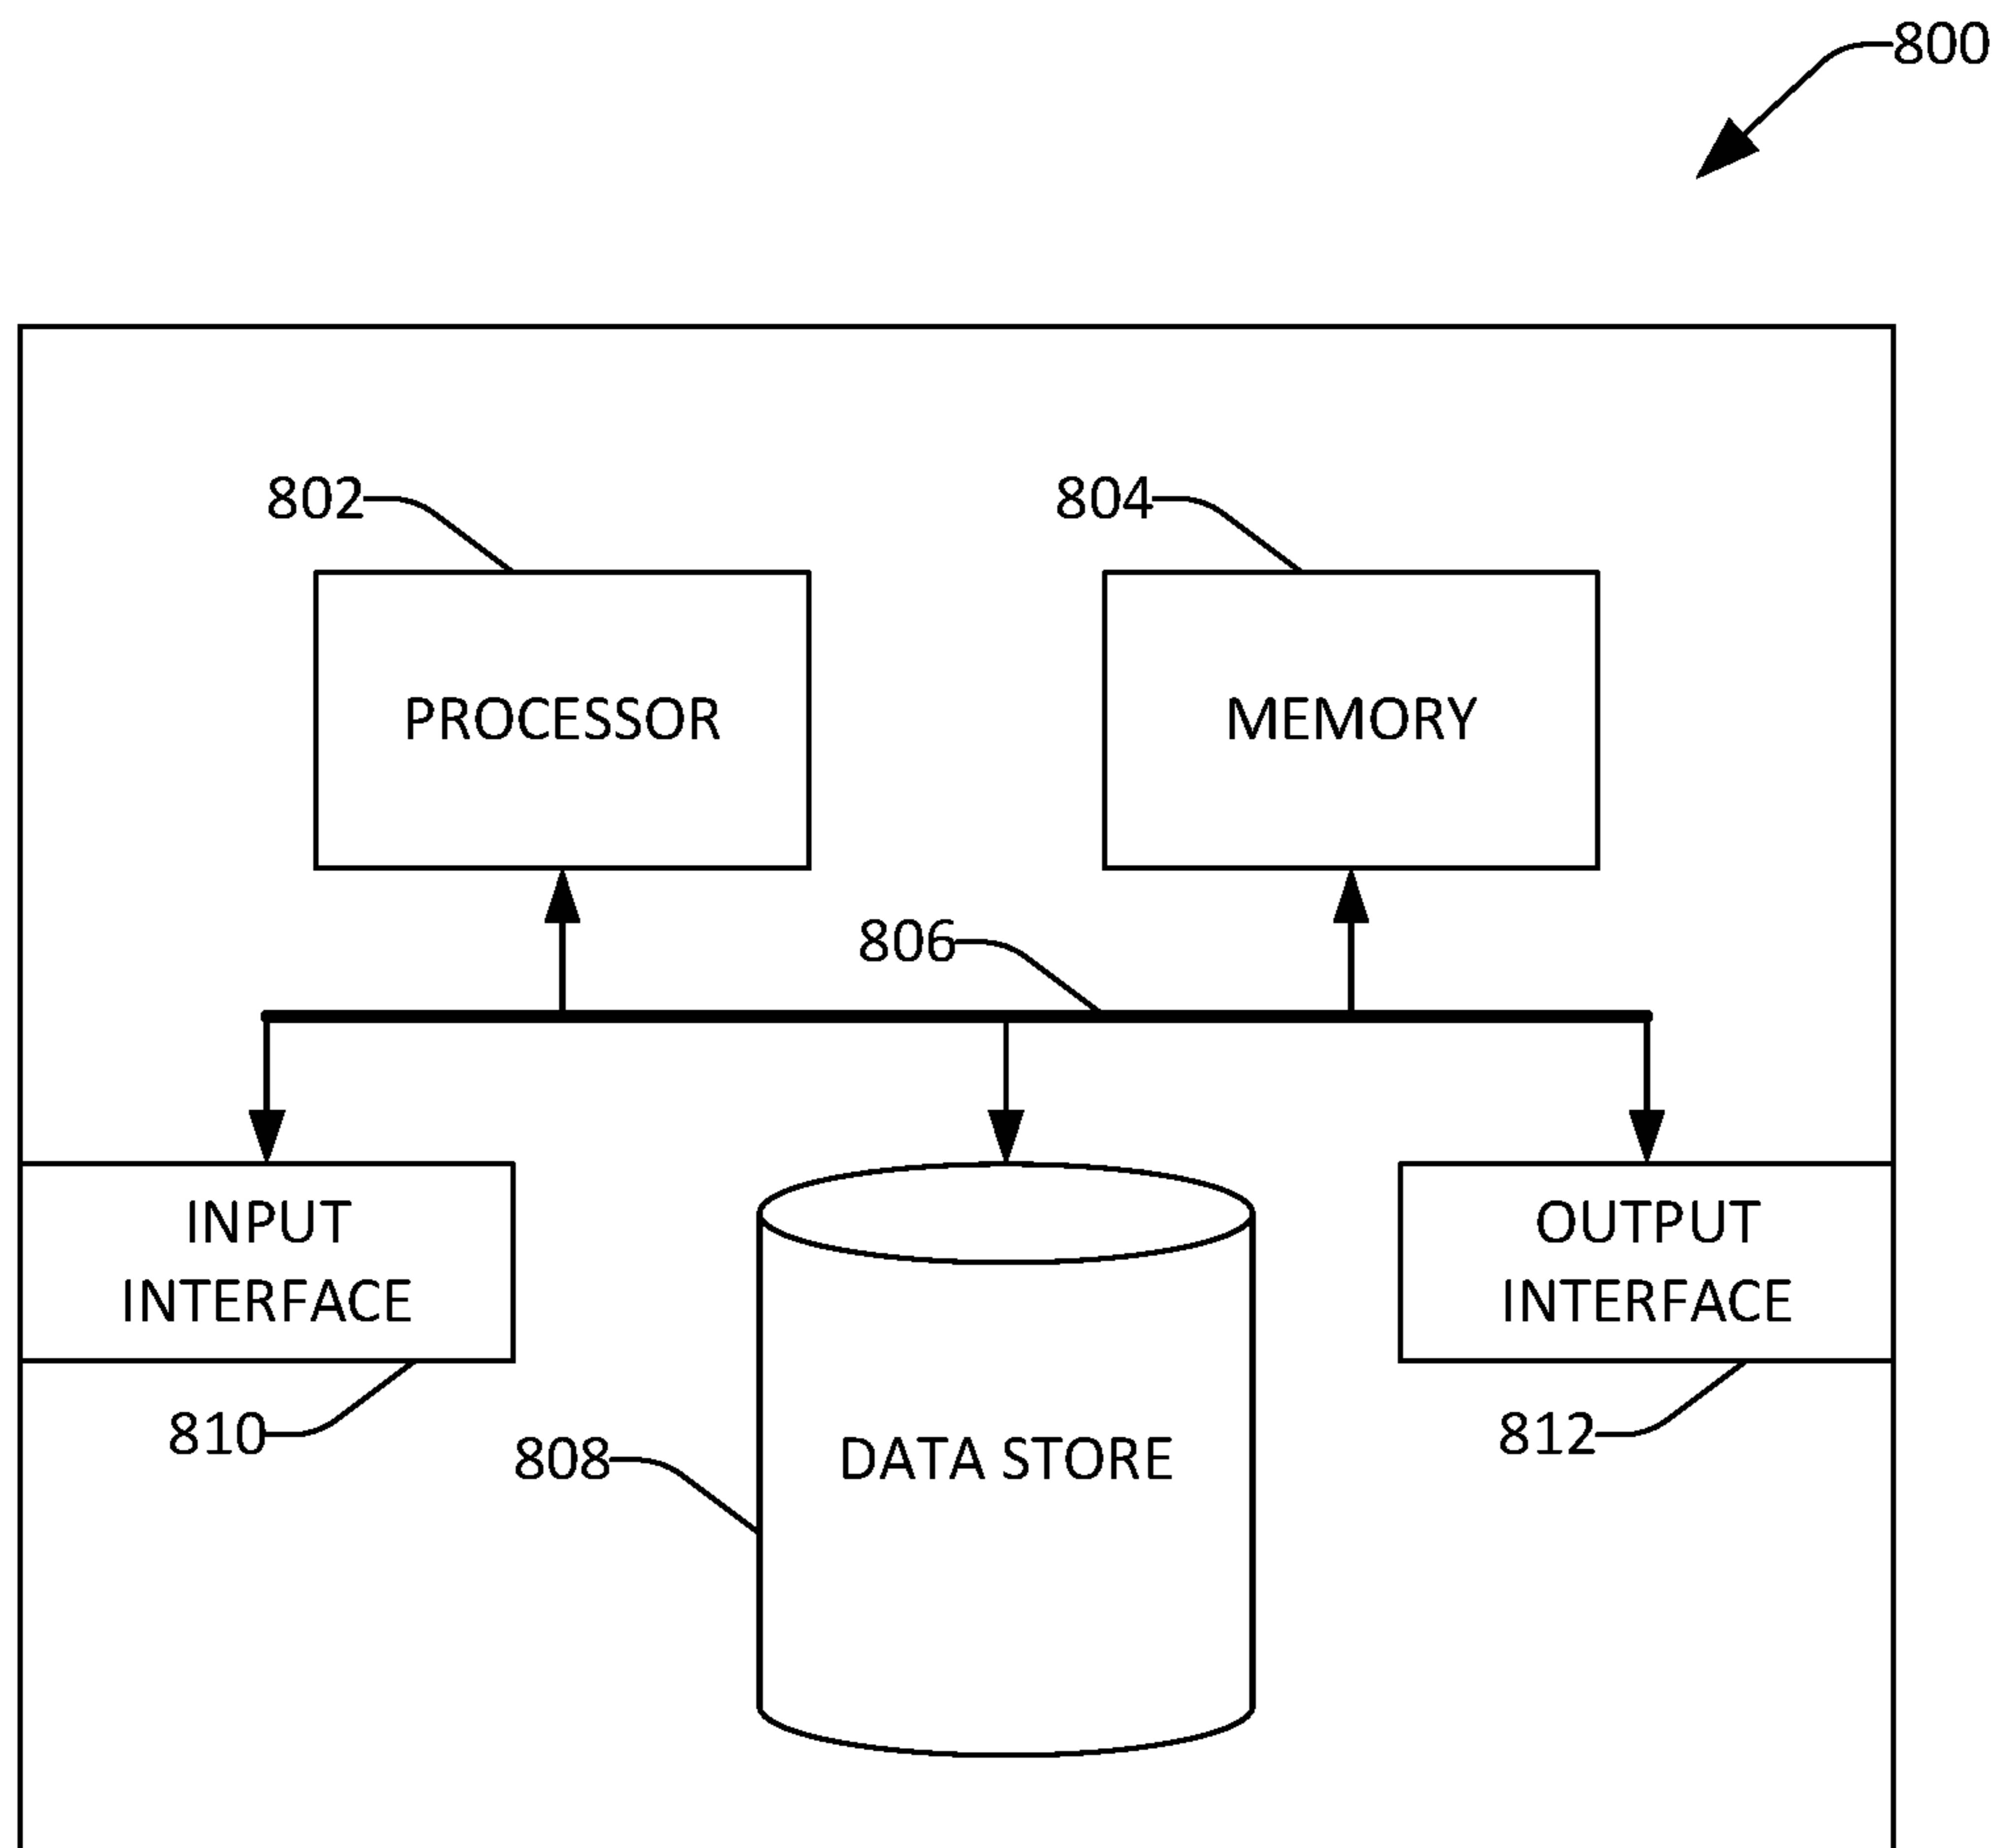 800
802
804
PROCESSOR
MEMORY
806
INPUT
INTERFACE
OUTPUT
INTERFACE
810
808
DATA STORE
812